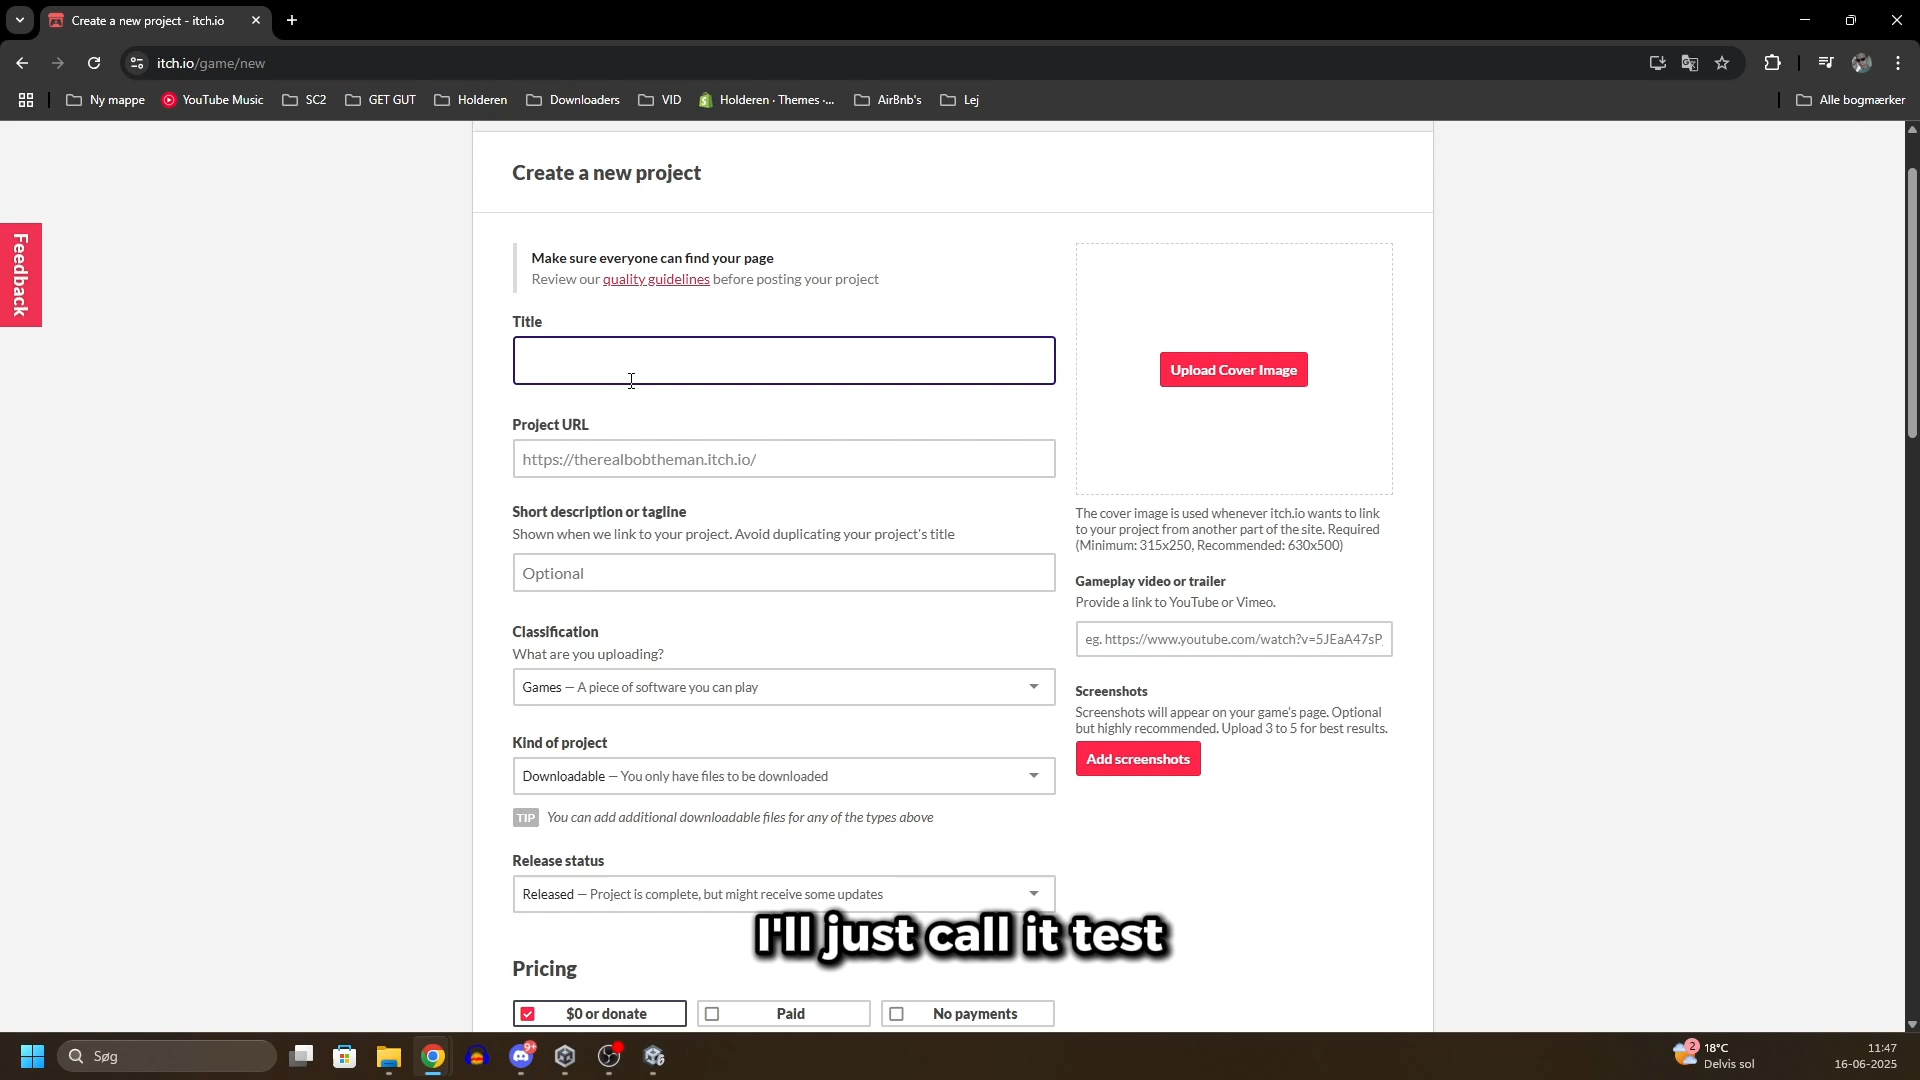 Create a new project - itch.io
itch.io/game/new
Ny mappe
YouTube Music
SC2
GET GUT
Holderen
Downloaders
VID
Holderen · Themes ·...
AirBnb's
Lej
Alle bogmærker
Create a new project
Feedback
Make sure everyone can find your page
Review our quality guidelines before posting your project
Title
Upload Cover Image
Project URL
https://therealbobtheman.itch.io/
Short description or tagline
Shown when we link to your project. Avoid duplicating your project's title
Optional
The cover image is used whenever itch.io wants to link
to your project from another part of the site. Required
(Minimum: 315x250, Recommended: 630x500)
Gameplay video or trailer
Provide a link to YouTube or Vimeo.
eg. https://www.youtube.com/watch?v=5JEaA47sP
Classification
What are you uploading?
Games — A piece of software you can play
Screenshots
Screenshots will appear on your game's page. Optional
but highly recommended. Upload 3 to 5 for best results.
Add screenshots
Kind of project
Downloadable — You only have files to be downloaded
TIP You can add additional downloadable files for any of the types above
Release status
Released — Project is complete, but might receive some updates
I'll just call it test
Pricing
$0 or donate
Paid
No payments
Søg
9+
6
2
18°C
Delvis sol
11:47
16-06-2025